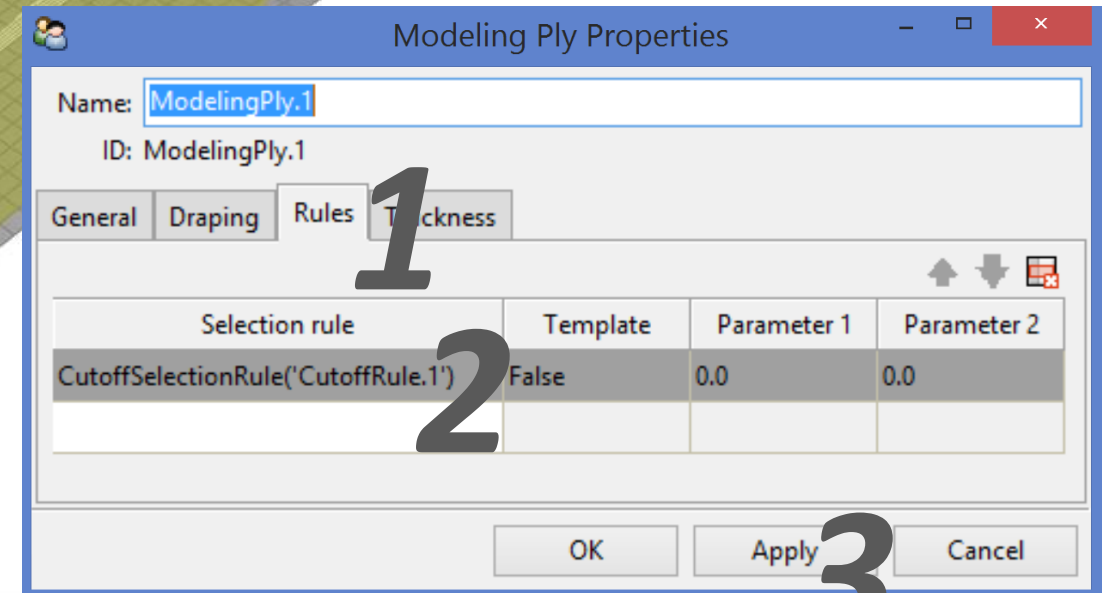 Modeling Ply Properties
Name: ModelingPly.1
ID: ModelingPly.1
General Draping Rules Thickness
1
Selection rule Template Parameter 1 Parameter 2
2
CutoffSelectionRule('CutoffRule.1') False 0.0 0.0
OK Apply Cancel
3